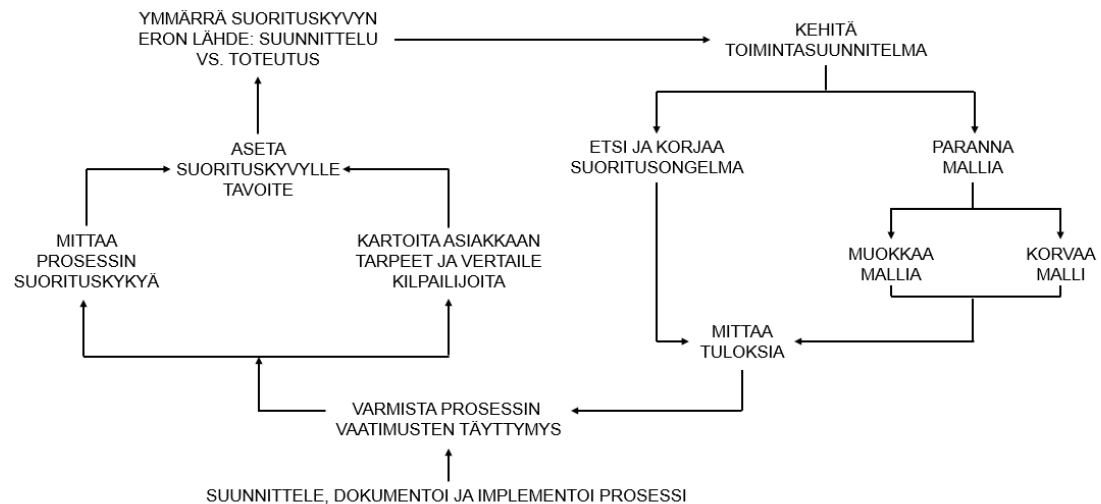 YMMÄRRÄ SUORITUSKYVYN
ERON LÄHDE: SUUNNITTELU
VS. TOTEUTUS
KEHITÄ
TOIMINTASUUNNITELMA
ASETA
SUORITUSKYVYLLE
TAVOITE
ETSI JA KORJAA
SUORITUSONGELMA
PARANNA
MALLIA
MITTAA
PROSESSIN
SUORITUSKYKYÄ
KARTOITA ASIAKKAAN
TARPEET JA VERTAILE
KILPAILIJOITA
MUOKKAA
MALLIA
KORVAA
MALLI
MITTAA
TULOKSIA
VARMISTA PROSESSIN
VAATIMUSTEN TÄYTTYMYS
SUUNNITTELE, DOKUMENTOI JA IMPLEMENTOI PROSESSI